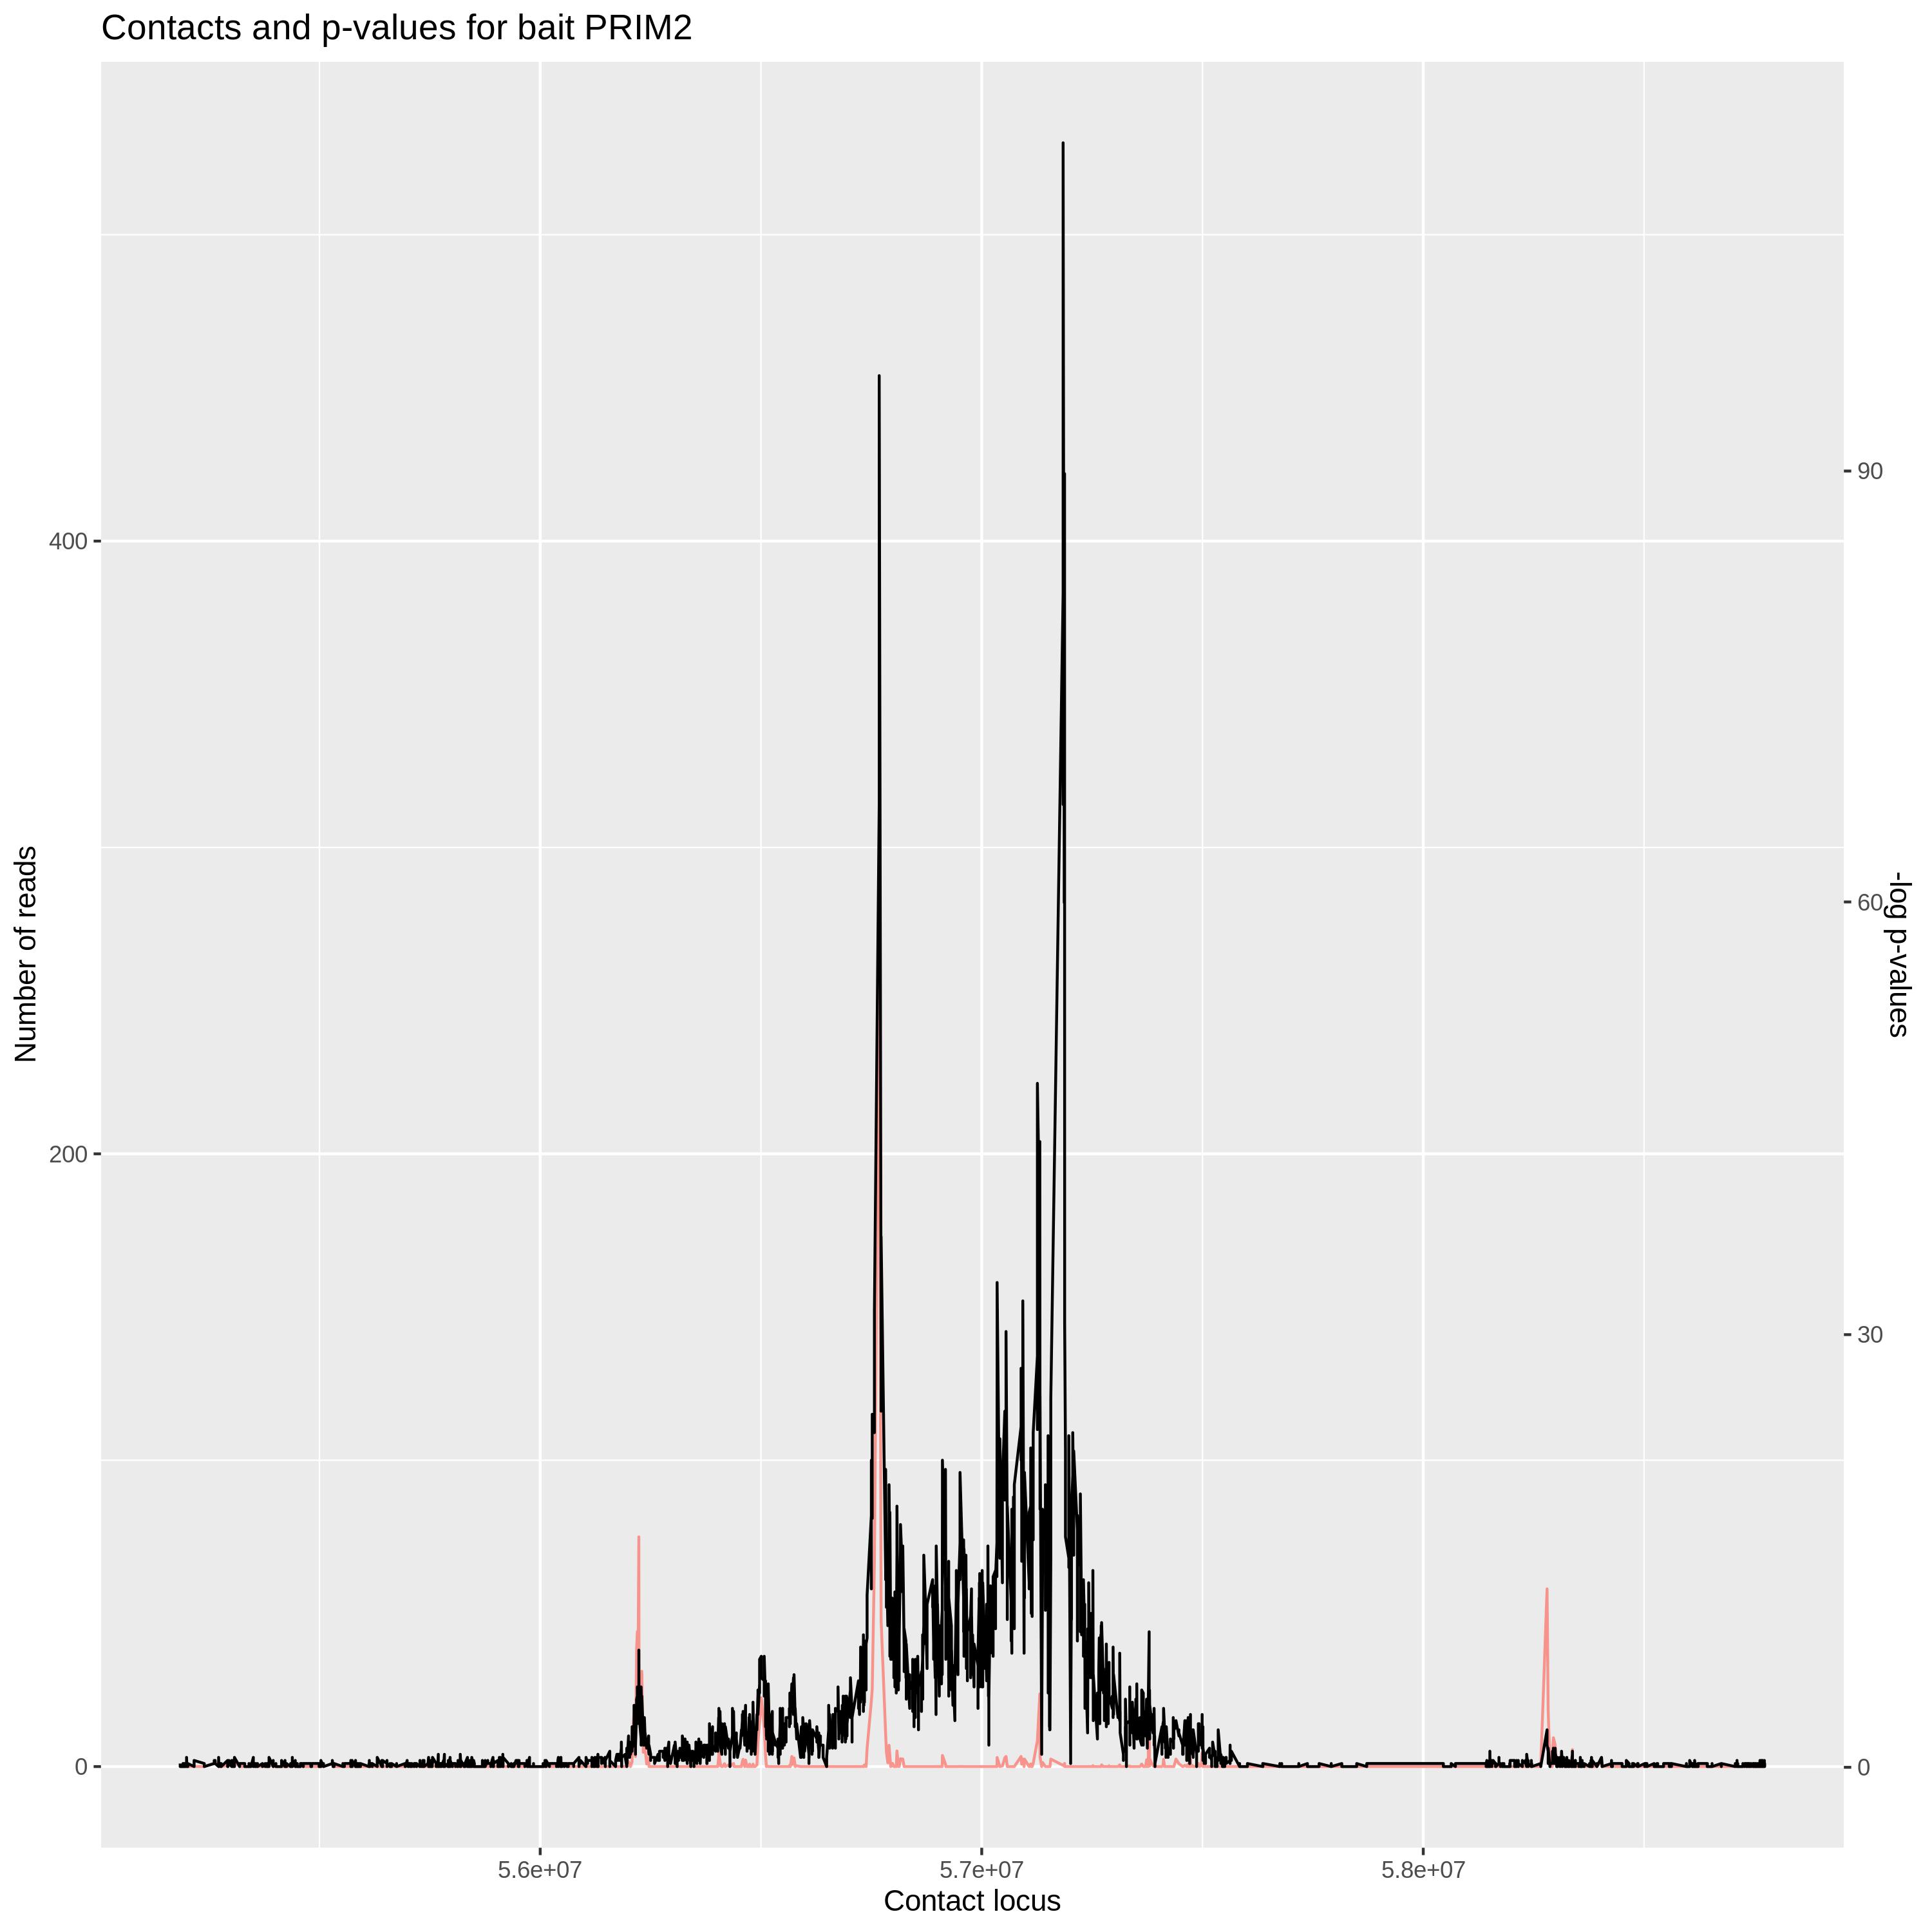 Contacts and p-values for bait PRIM2
Number of reads
400
200
0
90
60
30
0
-log p-values
5.6e+07
5.7e+07
5.8e+07
Contact locus